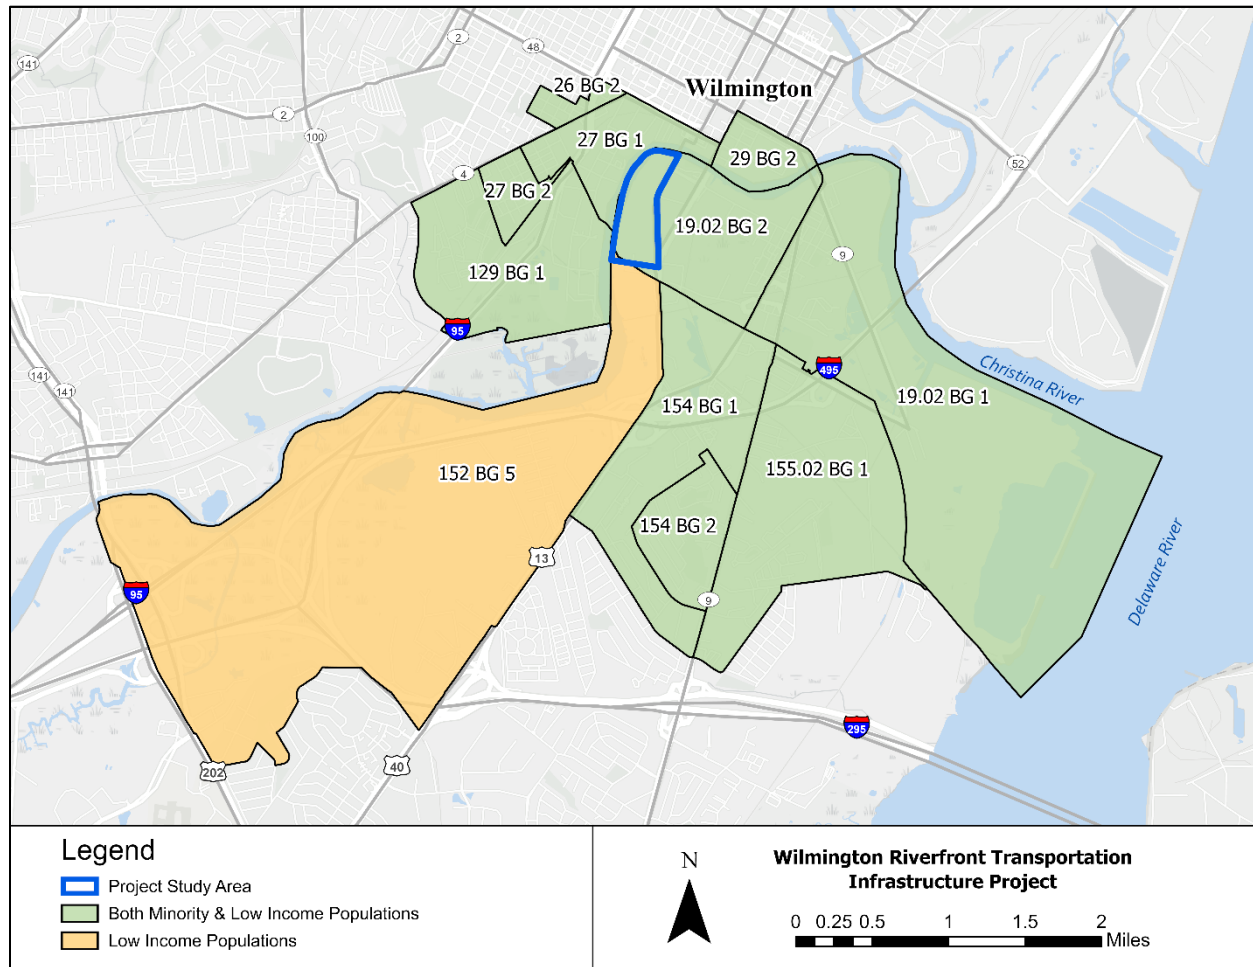 2
48
141
26 BG 2
Wilmington
2
27 BG 1
100
29 BG 2
52
4
27 BG 2
19.02 BG 2
9
129 BG 1
95
Christina River
495
141
141
19.02 BG 1
154 BG 1
152 BG 5
155.02 BG 1
154 BG 2
13
Delaware River
95
9
295
202
40
Legend
Project Study Area
Both Minority & Low Income Populations
Low Income Populations
N
Wilmington Riverfront Transportation
Infrastructure Project
0 0.25 0.5 1 1.5 2
Miles